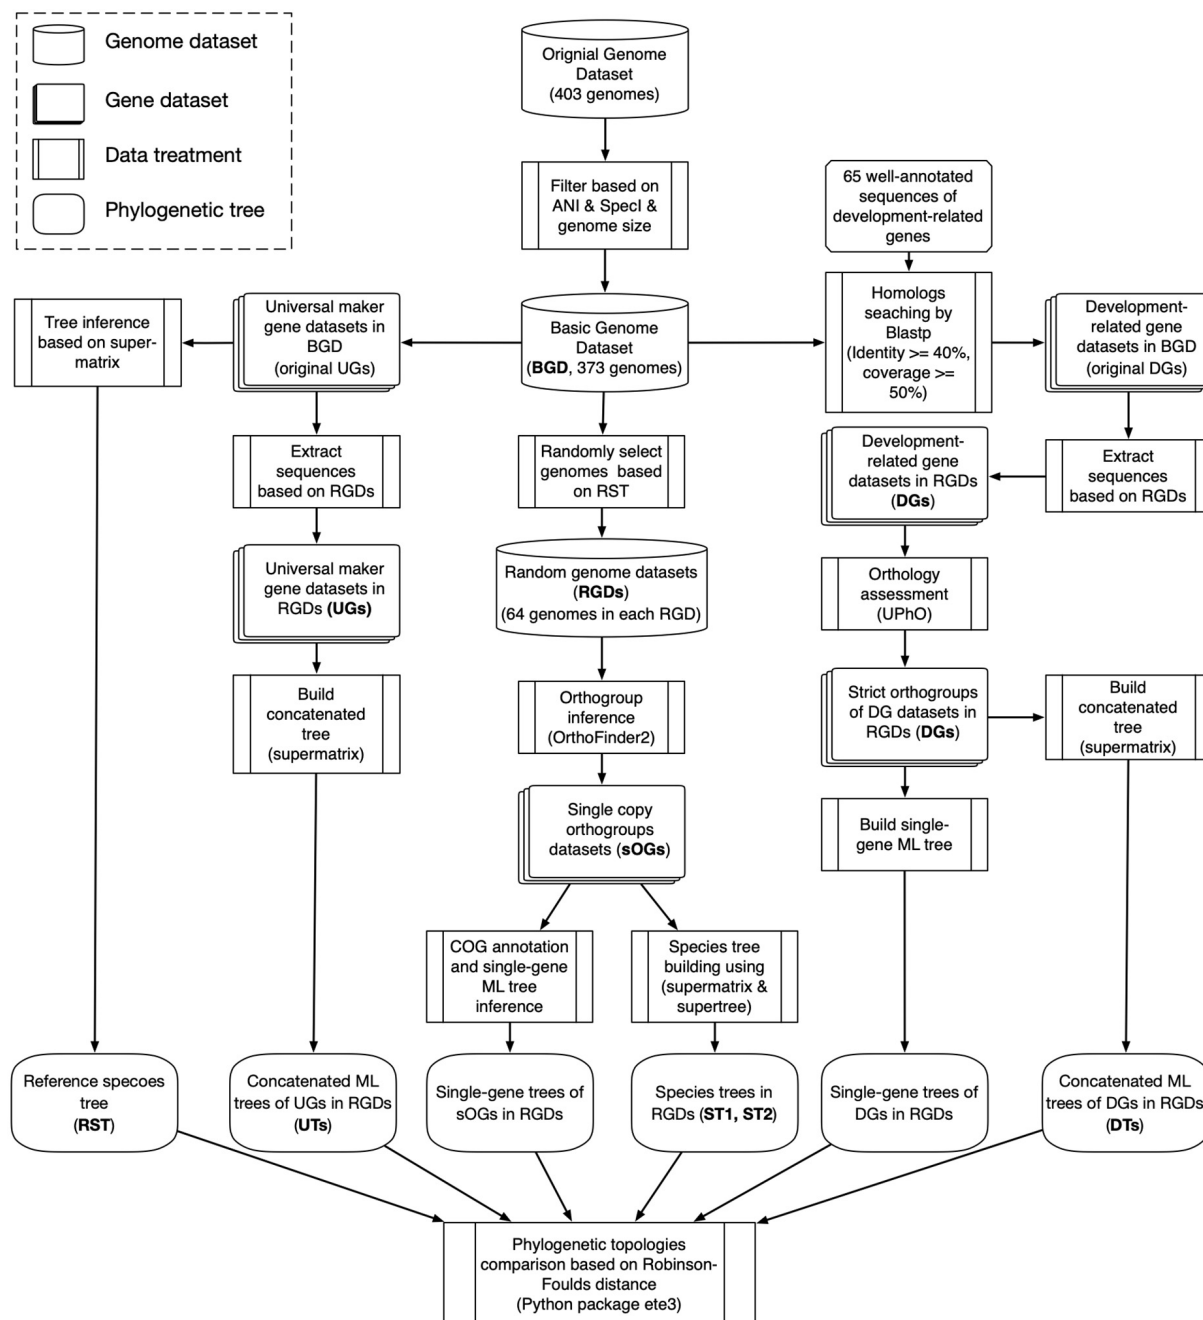 Genome dataset
Gene dataset
Data treatment
Phylogenetic tree
Orignial Genome
Dataset
(403 genomes)
Filter based on
ANI & SpecI &
genome size
65 well-annotated
sequences of
development-related
genes
Tree inference
based on super-
matrix
Universal maker
gene datasets in
BGD
(original UGs)
Basic Genome
Dataset
(BGD, 373 genomes)
Homologs
seaching by
Blastp
(Identity >= 40%,
coverage >=
50%)
Development-
related gene
datasets in BGD
(original DGs)
Extract
sequences
based on RGDs
Randomly select
genomes based
on RST
Development-
related gene
datasets in RGDs
(DGs)
Extract
sequences
based on RGDs
Universal maker
gene datasets in
RGDs (UGs)
Random genome datasets
(RGDs)
(64 genomes in each RGD)
Orthology
assessment
(UPhO)
Build
concatenated
tree
(supermatrix)
Orthogroup
inference
(OrthoFinder2)
Strict orthogroups
of DG datasets in
RGDs (DGs)
Build
concatenated
tree
(supermatrix)
Single copy
orthogroups
datasets (sOGs)
Build single-
gene ML tree
COG annotation
and single-gene
ML tree
inference
Species tree
building using
(supermatrix &
supertree)
Reference specoes
tree
(RST)
Concatenated ML
trees of UGs in RGDs
(UTs)
Single-gene trees of
sOGs in RGDs
Species trees in
RGDs (ST1, ST2)
Single-gene trees of
DGs in RGDs
Concatenated ML
trees of DGs in RGDs
(DTs)
Phylogenetic topologies
comparison based on Robinson-
Foulds distance
(Python package ete3)